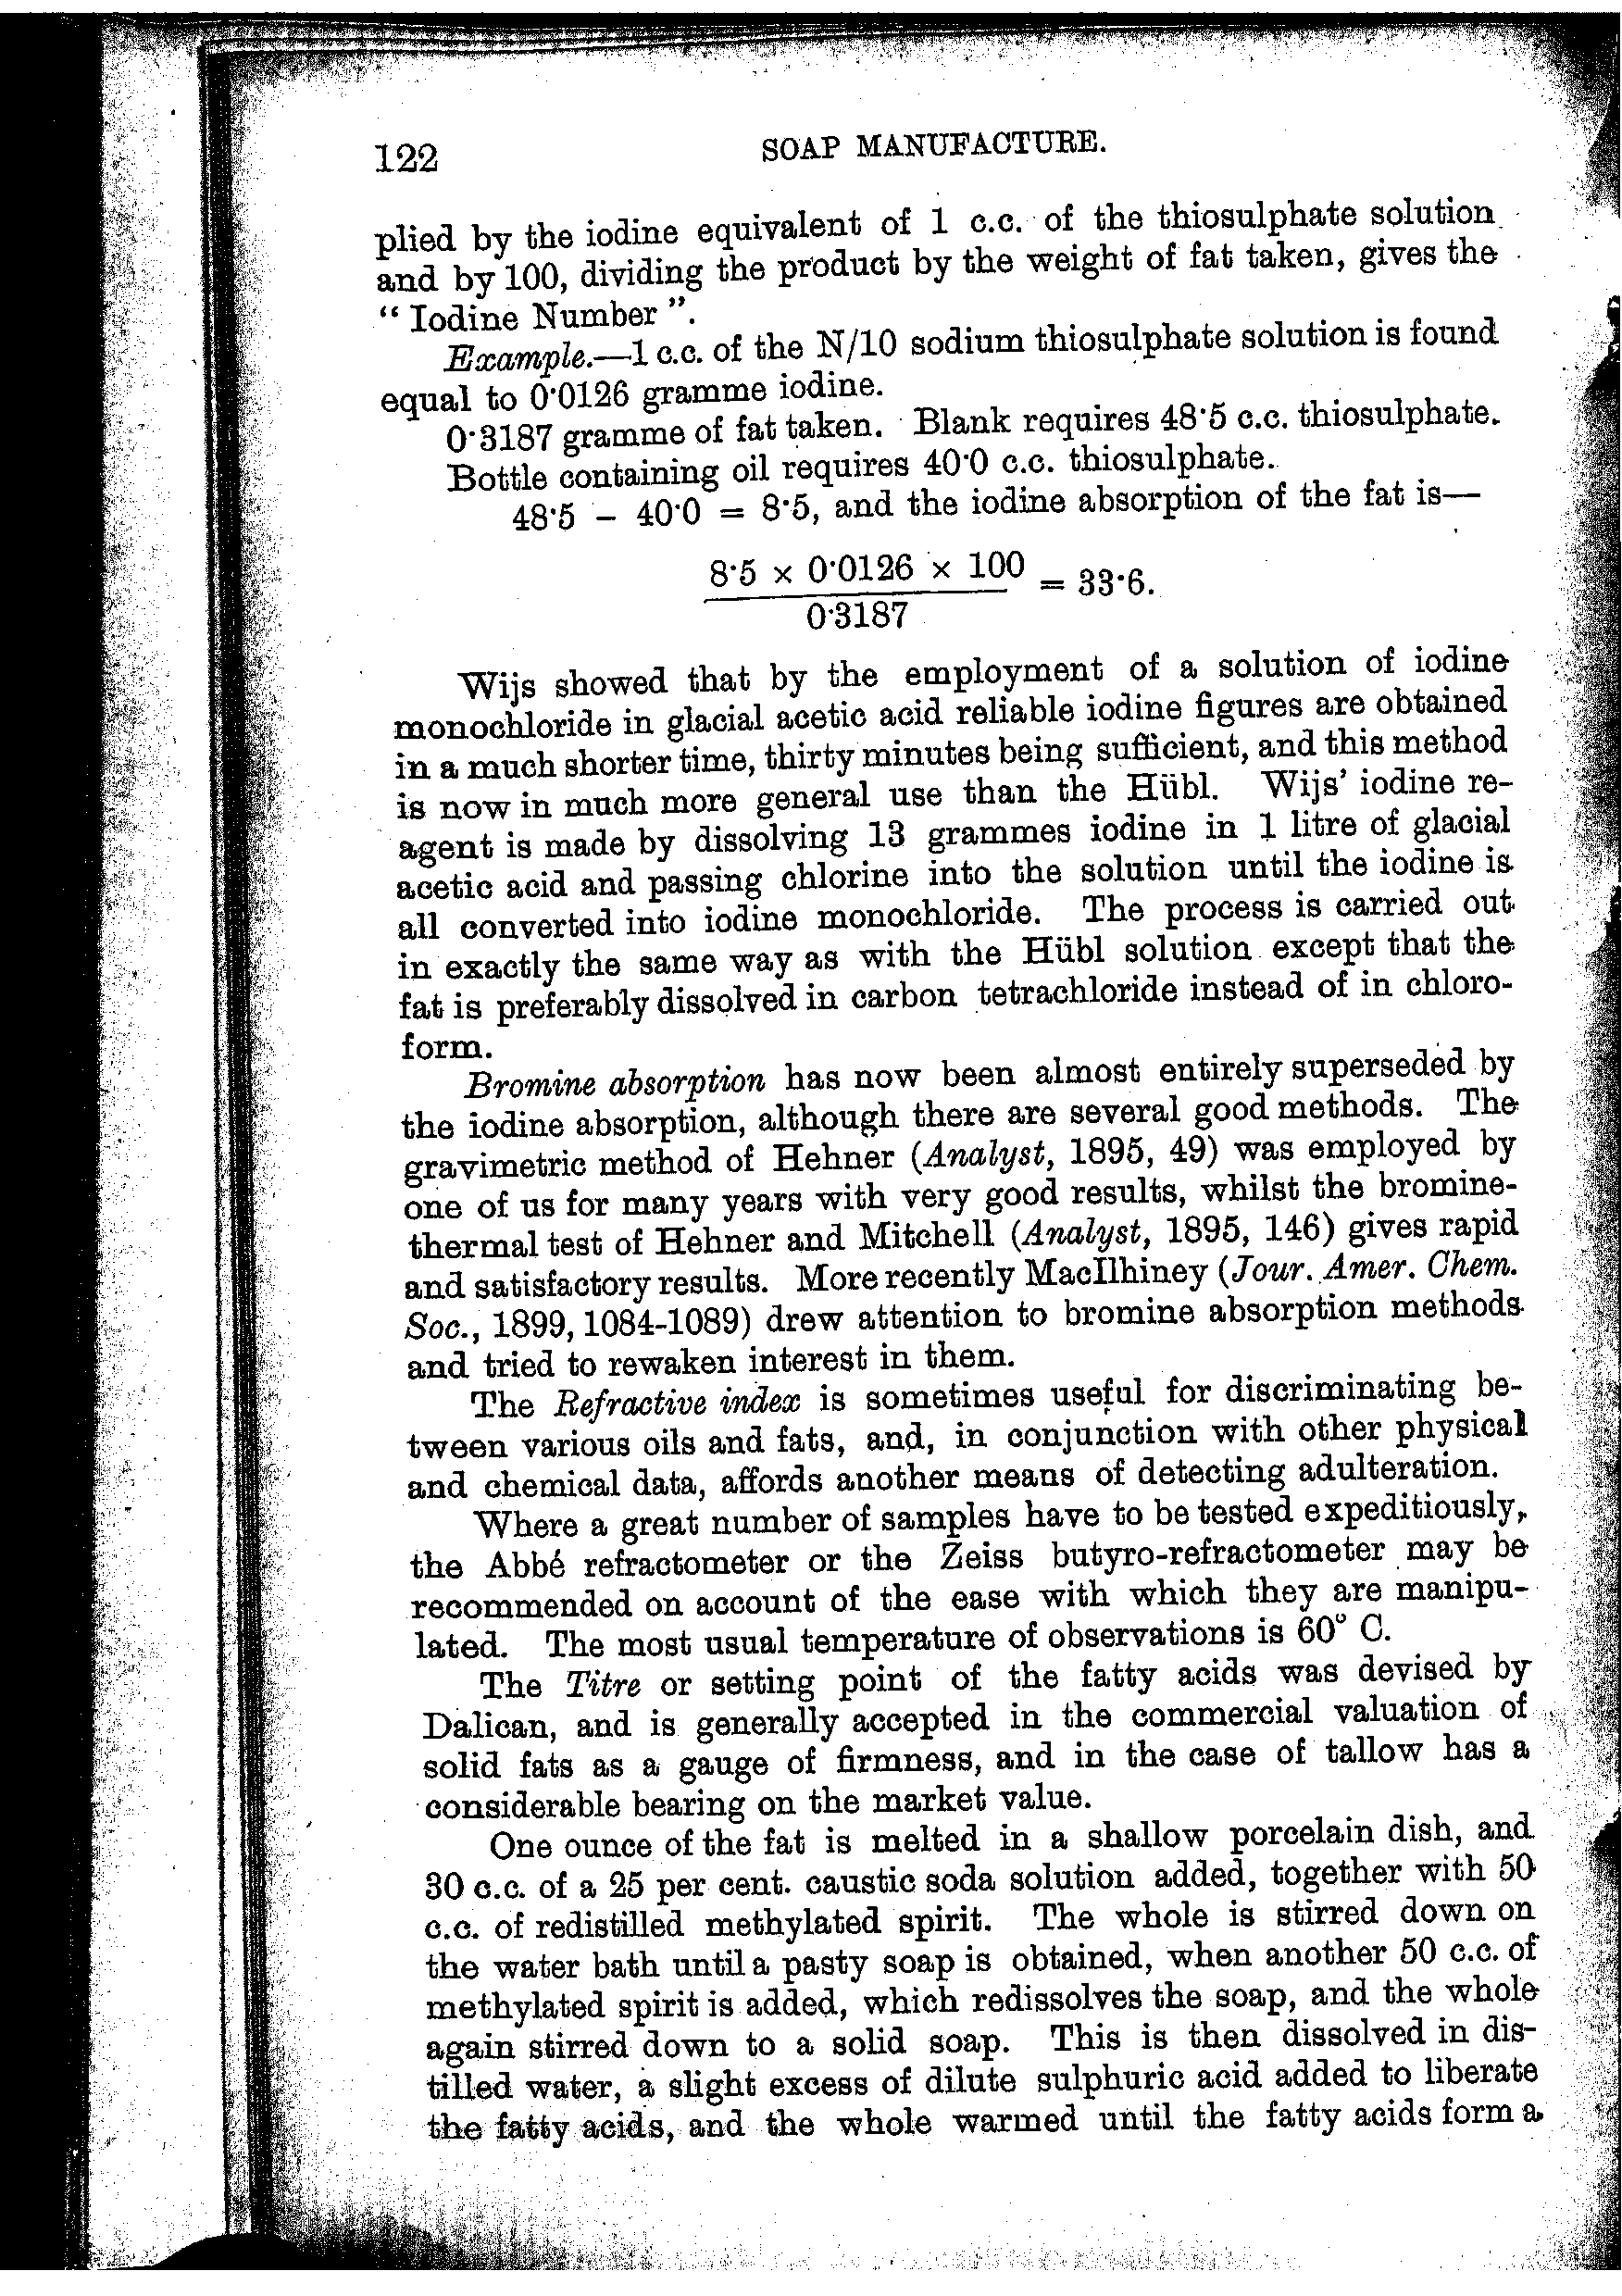 122 SOAP MANUFACTURE.
plied by the iodine equivalent of 1 c.c. of the thiosulphate solution
and by 100, dividing the product by the weight of fat taken, gives the
“ Iodine Number ”.
Example.—1 c.c. of the N/10 sodium thiosulphate solution is found
equal to 0·0126 gramme iodine.
0·3187 gramme of fat taken. Blank requires 48·5 c.c. thiosulphate.
Bottle containing oil requires 40·0 c.c. thiosulphate.
48·5 - 40·0 = 8·5, and the iodine absorption of the fat is—
8·5 × 0·0126 × 100
= 33·6.
0·3187
Wijs showed that by the employment of a solution of iodine
monochloride in glacial acetic acid reliable iodine figures are obtained
in a much shorter time, thirty minutes being sufficient, and this method
is now in much more general use than the Hübl. Wijs' iodine re-
agent is made by dissolving 13 grammes iodine in 1 litre of glacial
acetic acid and passing chlorine into the solution until the iodine is
all converted into iodine monochloride. The process is carried out
in exactly the same way as with the Hübl solution except that the
fat is preferably dissolved in carbon tetrachloride instead of in chloro-
form.
Bromine absorption has now been almost entirely superseded by
the iodine absorption, although there are several good methods. The
gravimetric method of Hehner (Analyst, 1895, 49) was employed by
one of us for many years with very good results, whilst the bromine-
thermal test of Hehner and Mitchell (Analyst, 1895, 146) gives rapid
and satisfactory results. More recently MacIlhiney (Jour. Amer. Chem.
Soc., 1899, 1084-1089) drew attention to bromine absorption methods
and tried to rewaken interest in them.
The Refractive index is sometimes useful for discriminating be-
tween various oils and fats, and, in conjunction with other physical
and chemical data, affords another means of detecting adulteration.
Where a great number of samples have to be tested expeditiously,
the Abbé refractometer or the Zeiss butyro-refractometer may be
recommended on account of the ease with which they are manipu-
lated. The most usual temperature of observations is 60° C.
The Titre or setting point of the fatty acids was devised by
Dalican, and is generally accepted in the commercial valuation of
solid fats as a gauge of firmness, and in the case of tallow has a
considerable bearing on the market value.
One ounce of the fat is melted in a shallow porcelain dish, and
30 c.c. of a 25 per cent. caustic soda solution added, together with 50
c.c. of redistilled methylated spirit. The whole is stirred down on
the water bath until a pasty soap is obtained, when another 50 c.c. of
methylated spirit is added, which redissolves the soap, and the whole
again stirred down to a solid soap. This is then dissolved in dis-
tilled water, a slight excess of dilute sulphuric acid added to liberate
the fatty acids, and the whole warmed until the fatty acids form a